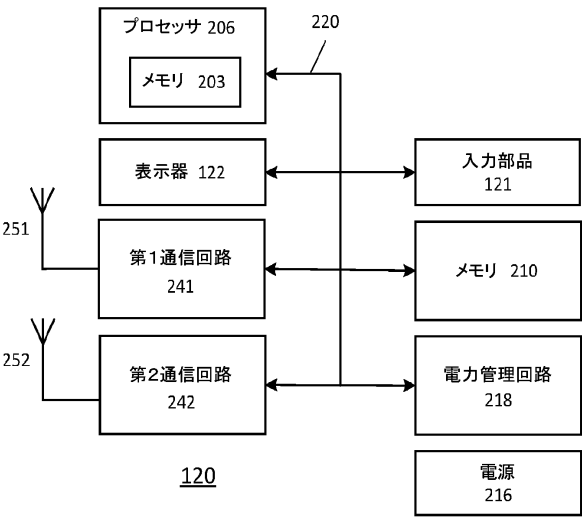 プロセッサ 206
メモリ 203
220
表示器 122
入力部品
121
251
第1通信回路
241
メモリ 210
252
第2通信回路
242
電力管理回路
218
120
電源
216